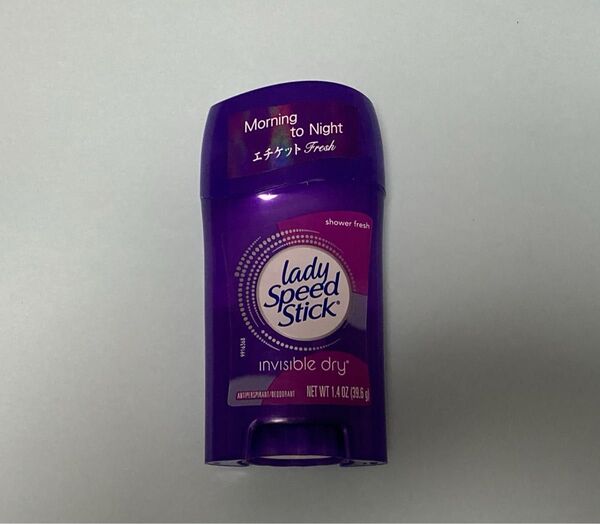 Morning
to Night
エチケット Fresh
shower fresh
lady
Speed
Stick®
invisible dry®
9916368
ANTIPERSPIRANT/DEODORANT
NET WT 1.4 OZ (39.6 g)